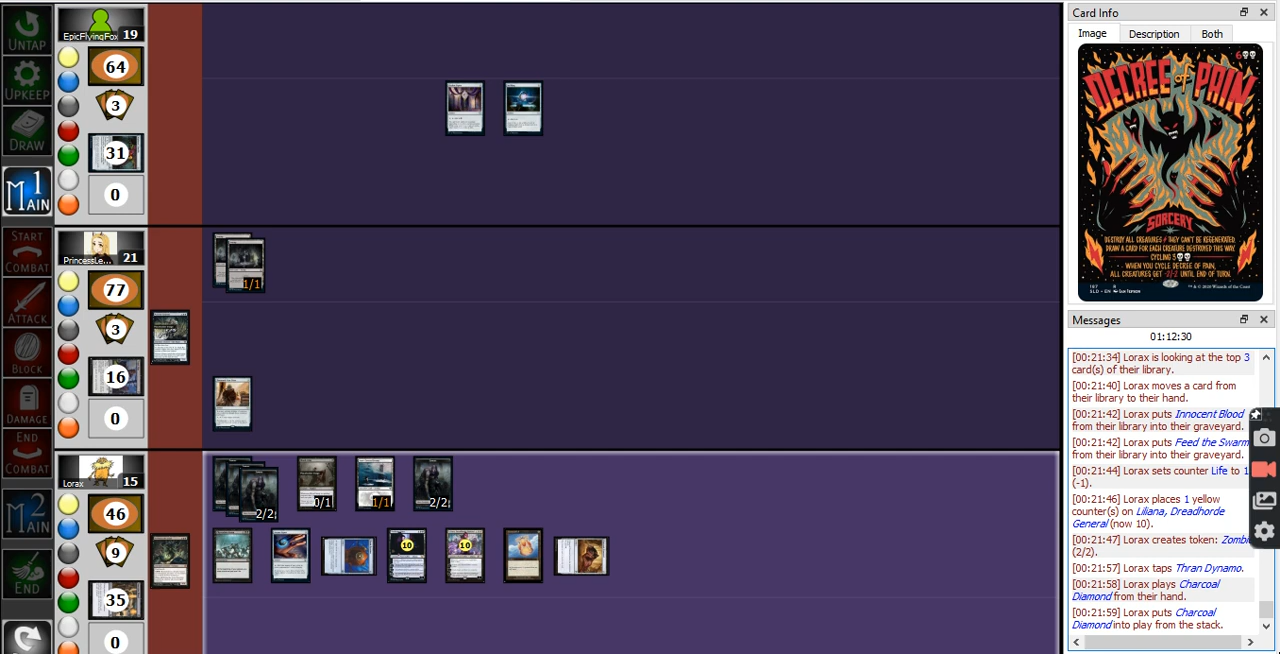 UNTAP
UPKEEP
DRAW
M 1
AIN
START
COMBAT
ATTACK
BLOCK
DAMAGE
END
COMBAT
M 2
AIN
END
EpicFlyingFox 19
64
3
31
0
PrincessLe... 21
77
3
16
0
Lorax 15
46
9
35
0
1/1
2/2
0/1
1/1
2/2
10
10
Card Info
Image
Description
Both
6
DECREE of PAIN
SORCERY
DESTROY ALL CREATURES. THEY CAN'T BE REGENERATED.
DRAW A CARD FOR EACH CREATURE DESTROYED THIS WAY.
CYCLING 3
WHEN YOU CYCLE DECREE OF PAIN,
ALL CREATURES GET -2/-2 UNTIL END OF TURN.
Messages
01:12:30
[00:21:34] Lorax is looking at the top 3
card(s) of their library.
[00:21:40] Lorax moves a card from
their library to their hand.
[00:21:42] Lorax puts Innocent Blood
from their library into their graveyard.
[00:21:42] Lorax puts Feed the Swarm
from their library into their graveyard.
[00:21:44] Lorax sets counter Life to 1
(-1).
[00:21:46] Lorax places 1 yellow
counter(s) on Liliana, Dreadhorde
General (now 10).
[00:21:47] Lorax creates token: Zombi
(2/2).
[00:21:57] Lorax taps Thran Dynamo.
[00:21:58] Lorax plays Charcoal
Diamond from their hand.
[00:21:59] Lorax puts Charcoal
Diamond into play from the stack.